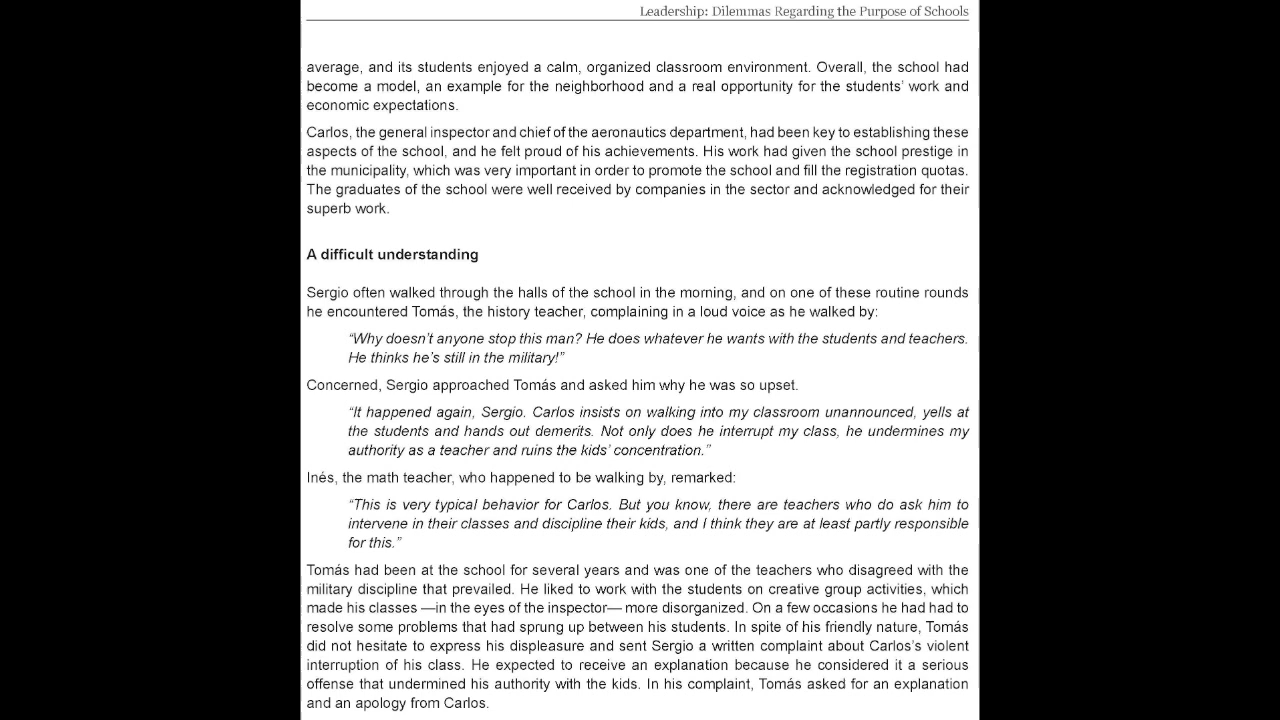 Leadership: Dilemmas Regarding the Purpose of Schools
average, and its students enjoyed a calm, organized classroom environment. Overall, the school had
become a model, an example for the neighborhood and a real opportunity for the students’ work and
economic expectations.
Carlos, the general inspector and chief of the aeronautics department, had been key to establishing these
aspects of the school, and he felt proud of his achievements. His work had given the school prestige in
the municipality, which was very important in order to promote the school and fill the registration quotas.
The graduates of the school were well received by companies in the sector and acknowledged for their
superb work.
A difficult understanding
Sergio often walked through the halls of the school in the morning, and on one of these routine rounds
he encountered Tomás, the history teacher, complaining in a loud voice as he walked by:
“Why doesn’t anyone stop this man? He does whatever he wants with the students and teachers.
He thinks he’s still in the military!”
Concerned, Sergio approached Tomás and asked him why he was so upset.
“It happened again, Sergio. Carlos insists on walking into my classroom unannounced, yells at
the students and hands out demerits. Not only does he interrupt my class, he undermines my
authority as a teacher and ruins the kids’ concentration.”
Inés, the math teacher, who happened to be walking by, remarked:
“This is very typical behavior for Carlos. But you know, there are teachers who do ask him to
intervene in their classes and discipline their kids, and I think they are at least partly responsible
for this.”
Tomás had been at the school for several years and was one of the teachers who disagreed with the
military discipline that prevailed. He liked to work with the students on creative group activities, which
made his classes —in the eyes of the inspector— more disorganized. On a few occasions he had had to
resolve some problems that had sprung up between his students. In spite of his friendly nature, Tomás
did not hesitate to express his displeasure and sent Sergio a written complaint about Carlos’s violent
interruption of his class. He expected to receive an explanation because he considered it a serious
offense that undermined his authority with the kids. In his complaint, Tomás asked for an explanation
and an apology from Carlos.